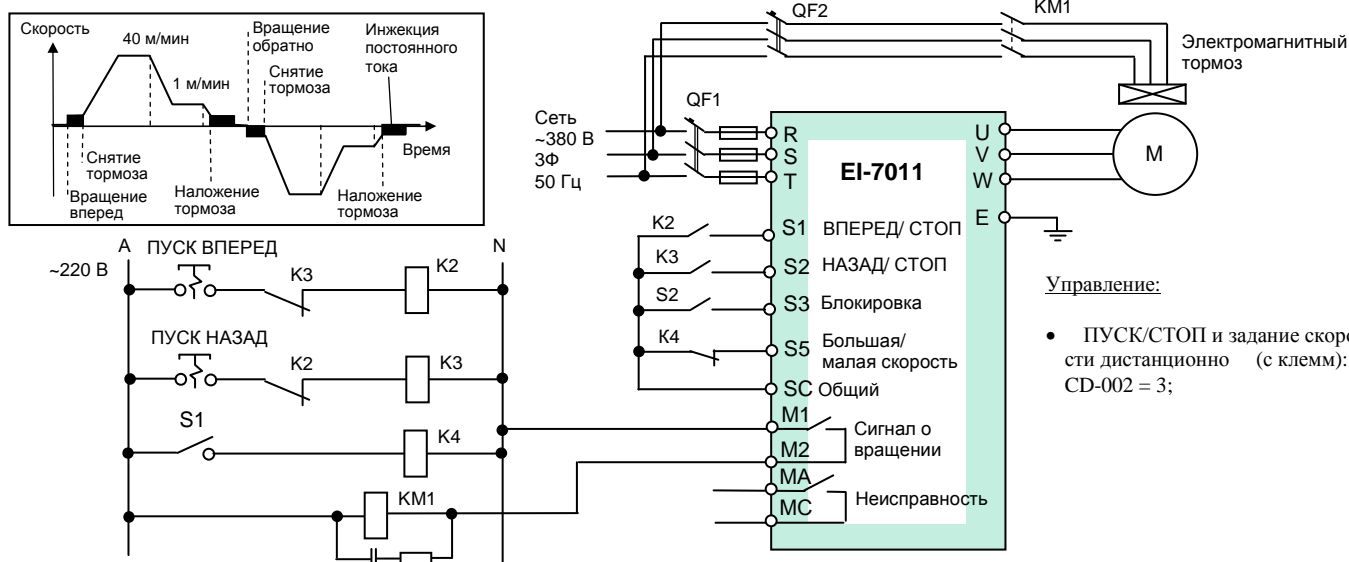 Скорость
40 м/мин
1 м/мин
Вращение
обратно
Снятие
тормоза
Инжекция
постоянного
тока
Время
Снятие
тормоза
Вращение
вперед
Наложение
тормоза
Наложение
тормоза
QF2
KM1
Электромагнитный
тормоз
QF1
Сеть
~380 В
3Ф
50 Гц
R
S
T
EI-7011
U
V
W
E
M
K2
S1 ВПЕРЕД/ СТОП
K3
S2 НАЗАД/ СТОП
S2
S3 Блокировка
K4
S5 Большая/
малая скорость
SC Общий
M1
M2
Сигнал о
вращении
MA
MC
Неисправность
A
N
~220 В
ПУСК ВПЕРЕД
K3
K2
ПУСК НАЗАД
K2
K3
S1
K4
KM1
Управление:
• ПУСК/СТОП и задание скоро-
сти дистанционно (с клемм):
CD-002 = 3;